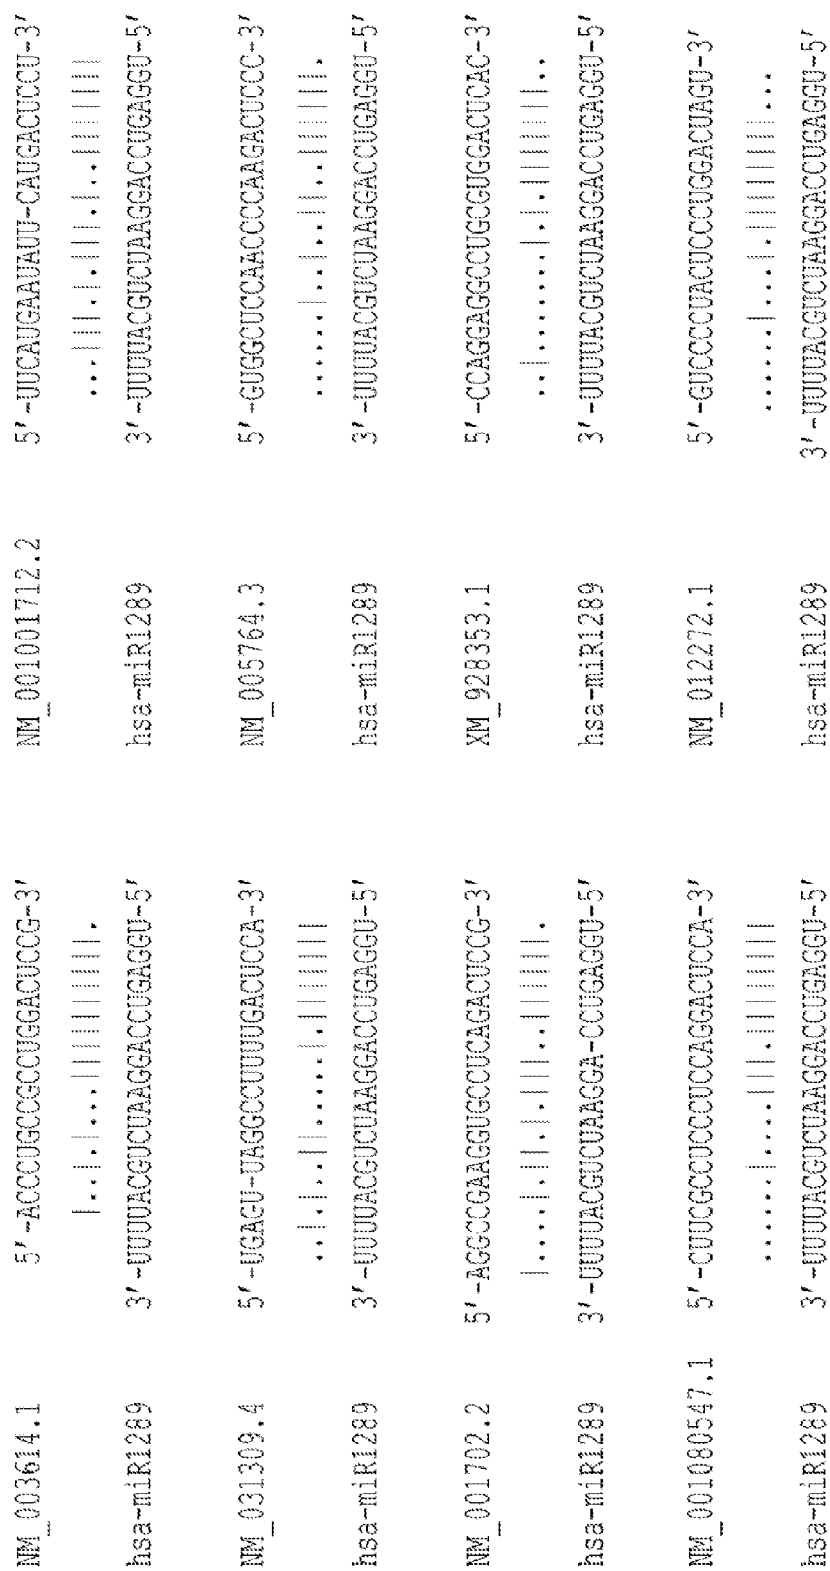 NM_003614.1 5'-ACCCUGCCGCCUGGACUCCG-3'
hsa-miR1289 3'-UUUUACGUCUAAGGACCUGAGGU-5'
NM_031309.4 5'-UGAGU-UAGGCCUUUUGACUCCA-3'
hsa-miR1289 3'-UUUUACGUCUAAGGACCUGAGGU-5'
NM_001702.2 5'-AGGCCGAAGGUGCCUCAGACUCCG-3'
hsa-miR1289 3'-UUUUACGUCUAAGGA-CCUGAGGU-5'
NM_001080547.1 5'-CUUCGCCUCCCUCCAGGACUCCA-3'
hsa-miR1289 3'-UUUUACGUCUAAGGACCUGAGGU-5'
NM_001001712.2 5'-UUCAUGAAUAUU-CAUGACUCCU-3'
hsa-miR1289 3'-UUUUACGUCUAAGGACCUGAGGU-5'
NM_005764.3 5'-GUGGCUCCAACCCCAAGACUCCC-3'
hsa-miR1289 3'-UUUUACGUCUAAGGACCUGAGGU-5'
XM_928353.1 5'-CCAGGAGGCCUGCGUGGACUCAC-3'
hsa-miR1289 3'-UUUUACGUCUAAGGACCUGAGGU-5'
NM_012272.1 5'-GUCCCCUACUCCCUGGACUAGU-3'
hsa-miR1289 3'-UUUUACGUCUAAGGACCUGAGGU-5'